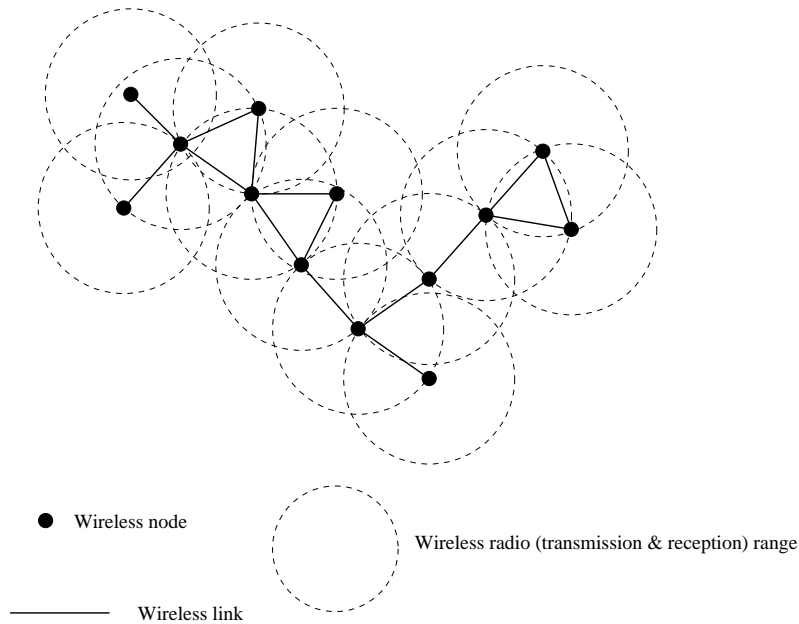 Wireless node
Wireless radio (transmission & reception) range
Wireless link